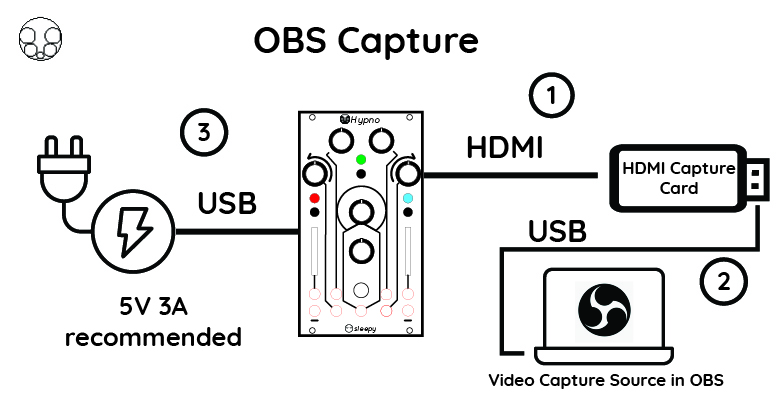 OBS Capture
1
3
Hypno
HDMI
HDMI Capture
Card
USB
USB
2
5V 3A
recommended
sleepy
Video Capture Source in OBS